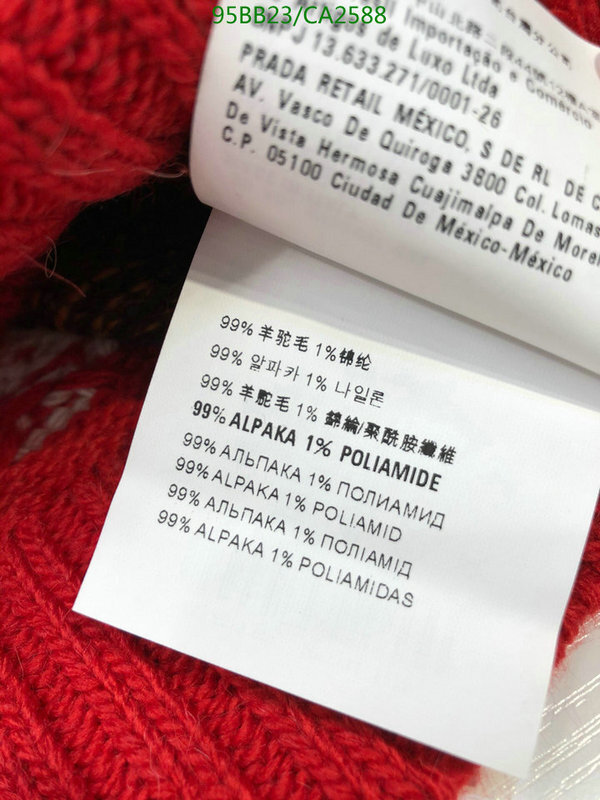 95BB23/CA2588
Importação e Comércio
de Luxo Ltda
13.633.271/0001-26
PRADA RETAIL MÉXICO, S DE RL DE
AV. Vasco De Quiroga 3800 Col. Lomas
De Vista Hermosa Cuajimalpa De
C.P. 05100 Ciudad De México-México
99% 羊驼毛 1%锦纶
99% 알파카 1% 나일론
99% 羊駝毛 1% 錦綸/聚酰胺纖維
99% ALPAKA 1% POLIAMIDE
99% АЛЬПАКА 1% ПОЛИАМИД
99% ALPAKA 1% POLIAMID
99% АЛЬПАКА 1% ПОЛІАМІД
99% ALPAKA 1% POLIAMIDAS